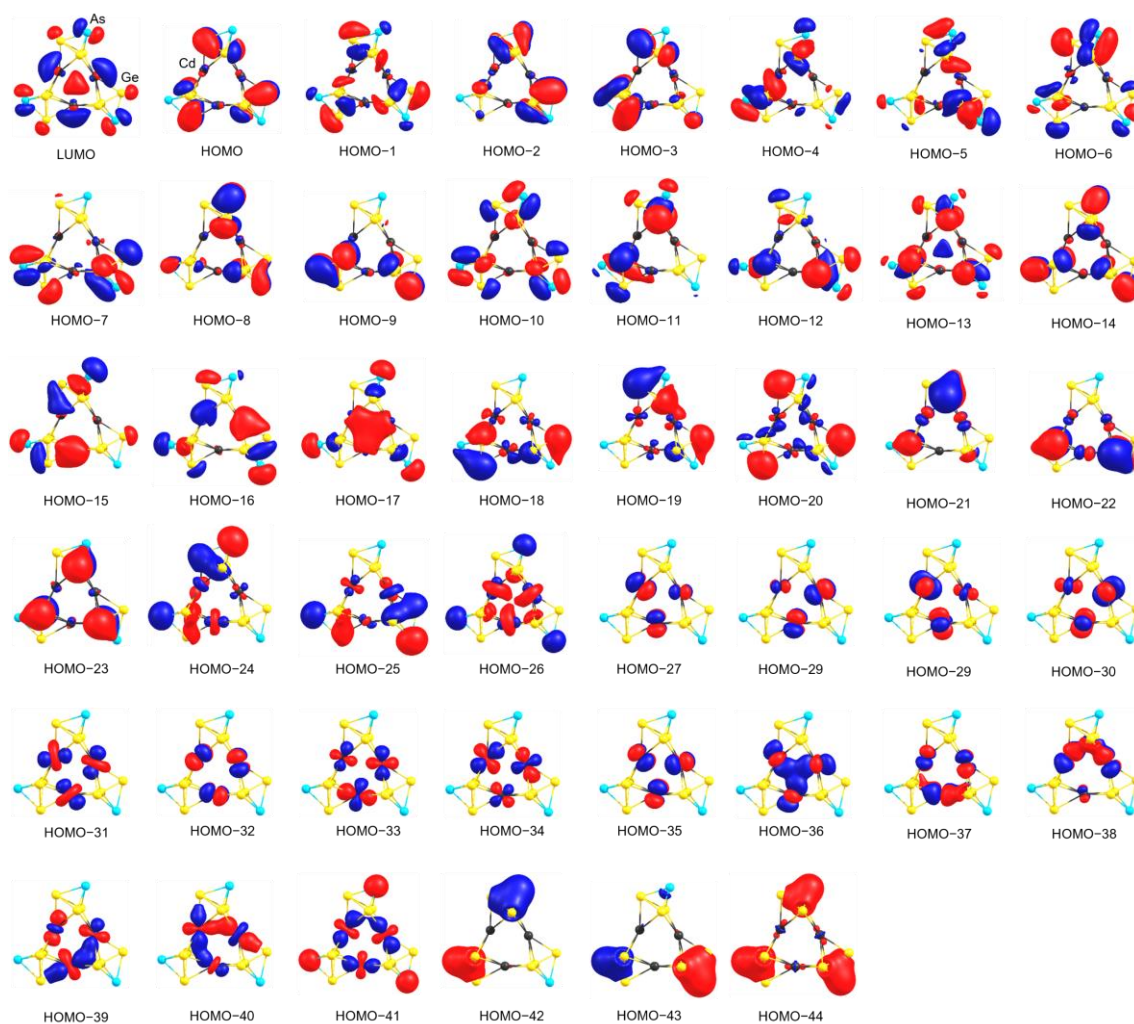 As
Cd
Ge
LUMO HOMO HOMO−1 HOMO−2 HOMO−3 HOMO−4 HOMO−5 HOMO−6
HOMO−7 HOMO−8 HOMO−9 HOMO−10 HOMO−11 HOMO−12 HOMO−13 HOMO−14
HOMO−15 HOMO−16 HOMO−17 HOMO−18 HOMO−19 HOMO−20 HOMO−21 HOMO−22
HOMO−23 HOMO−24 HOMO−25 HOMO−26 HOMO−27 HOMO−29 HOMO−29 HOMO−30
HOMO−31 HOMO−32 HOMO−33 HOMO−34 HOMO−35 HOMO−36 HOMO−37 HOMO−38
HOMO−39 HOMO−40 HOMO−41 HOMO−42 HOMO−43 HOMO−44